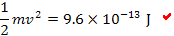 1/2 mv² = 9.6 × 10⁻¹³ J ✔